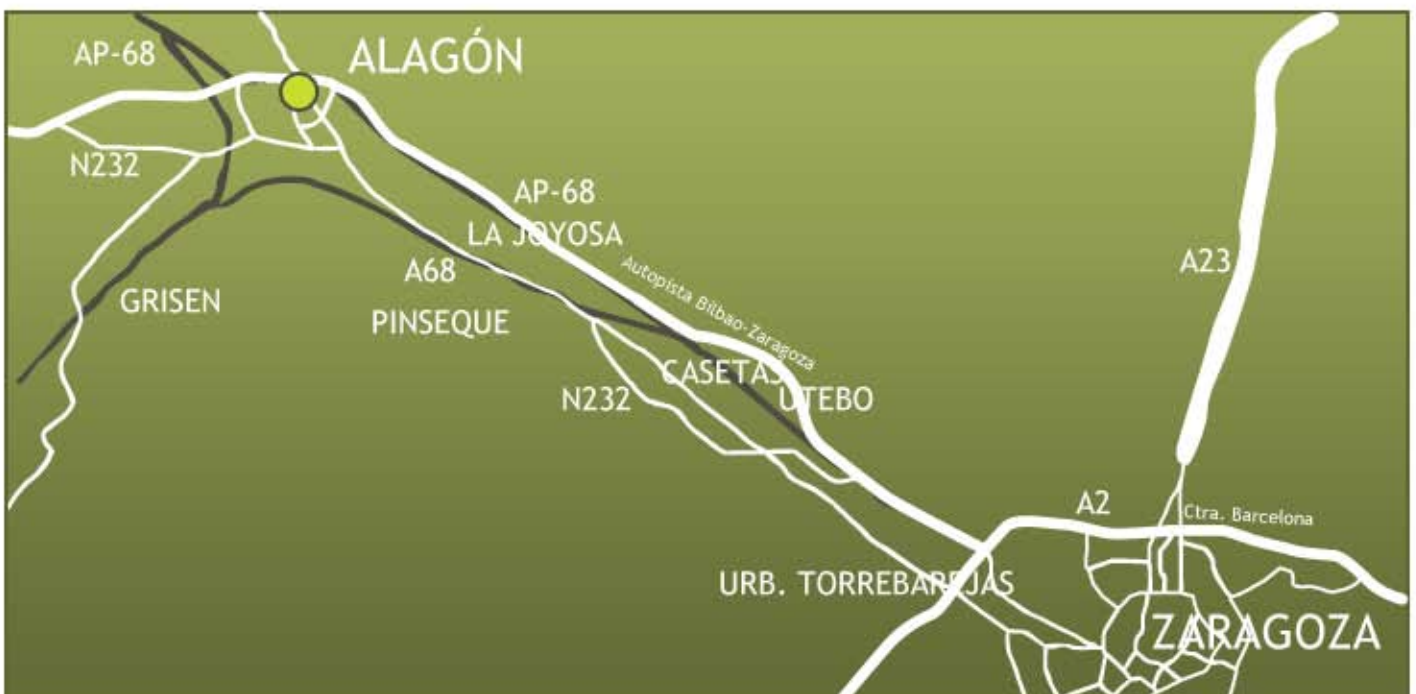 ALAGÓN
AP-68
N232
AP-68
LA JOYOSA
A23
A68
Autopista Bilbao-Zaragoza
GRISEN
PINSEQUE
CASETAS
N232
UTEBO
A2
Ctra. Barcelona
URB. TORREBAREJAS
ZARAGOZA